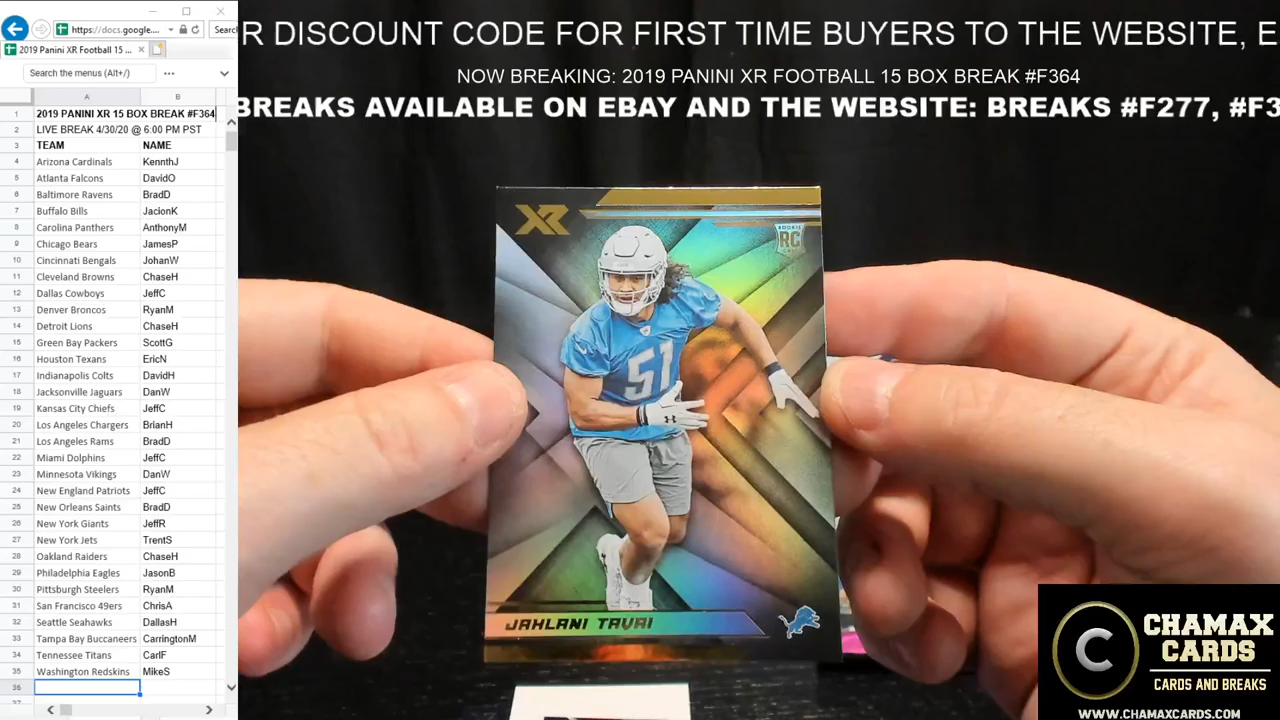 https://docs.google....
Searc
2019 Panini XR Football 15 ...
Search the menus (Alt+/)
A B
1 2019 PANINI XR 15 BOX BREAK #F364
2 LIVE BREAK 4/30/20 @ 6:00 PM PST
3 TEAM NAME
4 Arizona Cardinals KennthJ
5 Atlanta Falcons DavidO
6 Baltimore Ravens BradD
7 Buffalo Bills JacionK
8 Carolina Panthers AnthonyM
9 Chicago Bears JamesP
10 Cincinnati Bengals JohanW
11 Cleveland Browns ChaseH
12 Dallas Cowboys JeffC
13 Denver Broncos RyanM
14 Detroit Lions ChaseH
15 Green Bay Packers ScottG
16 Houston Texans EricN
17 Indianapolis Colts DavidH
18 Jacksonville Jaguars DanW
19 Kansas City Chiefs JeffC
20 Los Angeles Chargers BrianH
21 Los Angeles Rams BradD
22 Miami Dolphins JeffC
23 Minnesota Vikings DanW
24 New England Patriots JeffC
25 New Orleans Saints BradD
26 New York Giants JeffR
27 New York Jets TrentS
28 Oakland Raiders ChaseH
29 Philadelphia Eagles JasonB
30 Pittsburgh Steelers RyanM
31 San Francisco 49ers ChrisA
32 Seattle Seahawks DallasH
33 Tampa Bay Buccaneers CarringtonM
34 Tennessee Titans CarlF
35 Washington Redskins MikeS
36
R DISCOUNT CODE FOR FIRST TIME BUYERS TO THE WEBSITE, E
NOW BREAKING: 2019 PANINI XR FOOTBALL 15 BOX BREAK #F364
BREAKS AVAILABLE ON EBAY AND THE WEBSITE: BREAKS #F277, #F3
XR
ROOKIE
RC
51
JAHLANI TAVAI
C
CHAMAX
CARDS
CARDS AND BREAKS
WWW.CHAMAXCARDS.COM